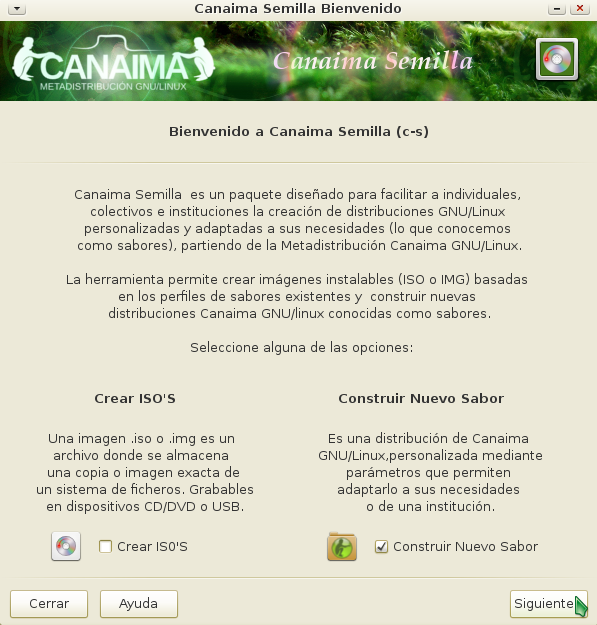 Canaima Semilla Bienvenido
CANAIMA
METADISTRIBUCIÓN GNU/LINUX
Canaima Semilla
Bienvenido a Canaima Semilla (c-s)
Canaima Semilla es un paquete diseñado para facilitar a individuales,
colectivos e instituciones la creación de distribuciones GNU/Linux
personalizadas y adaptadas a sus necesidades (lo que conocemos
como sabores), partiendo de la Metadistribución Canaima GNU/Linux.
La herramienta permite crear imágenes instalables (ISO o IMG) basadas
en los perfiles de sabores existentes y construir nuevas
distribuciones Canaima GNU/linux conocidas como sabores.
Seleccione alguna de las opciones:
Crear ISO'S
Una imagen .iso o .img es un
archivo donde se almacena
una copia o imagen exacta de
un sistema de ficheros. Grabables
en dispositivos CD/DVD o USB.
Crear IS0'S
Construir Nuevo Sabor
Es una distribución de Canaima
GNU/Linux,personalizada mediante
parámetros que permiten
adaptarlo a sus necesidades
o de una institución.
Construir Nuevo Sabor
Cerrar
Ayuda
Siguiente